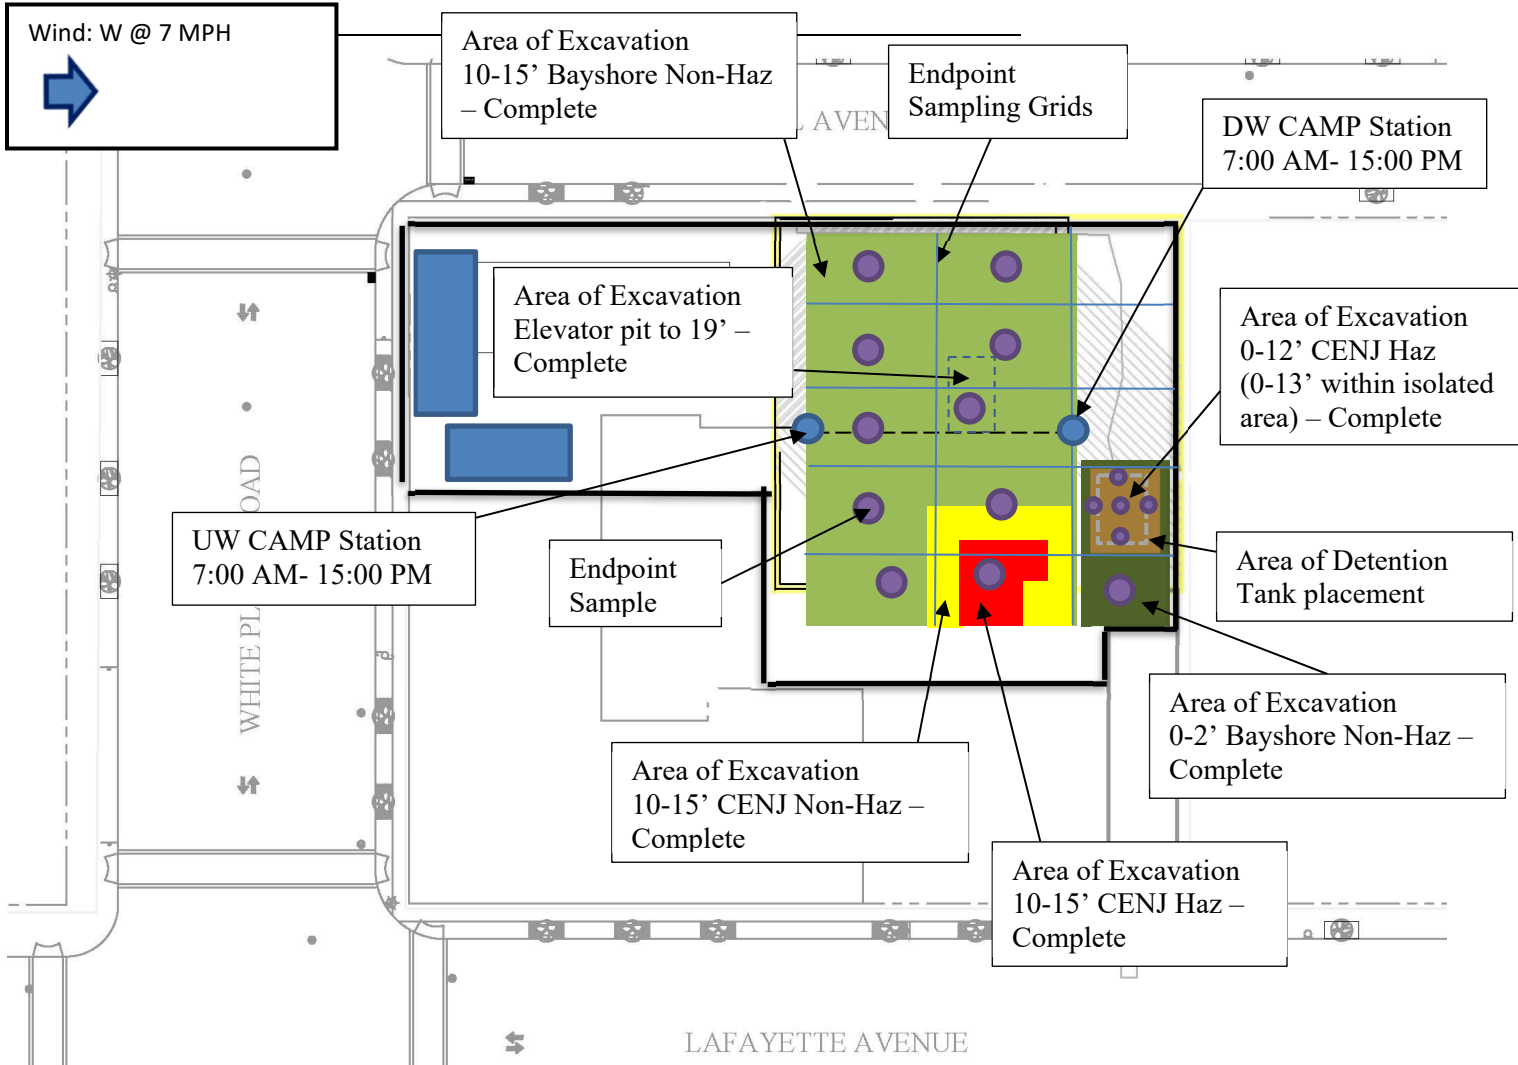 Wind: W @ 7 MPH
Area of Excavation
10-15’ Bayshore Non-Haz
– Complete
Endpoint
Sampling Grids
DW CAMP Station
7:00 AM- 15:00 PM
Area of Excavation
Elevator pit to 19’ –
Complete
Area of Excavation
0-12’ CENJ Haz
(0-13’ within isolated
area) – Complete
UW CAMP Station
7:00 AM- 15:00 PM
Endpoint
Sample
Area of Detention
Tank placement
Area of Excavation
0-2’ Bayshore Non-Haz –
Complete
Area of Excavation
10-15’ CENJ Non-Haz –
Complete
Area of Excavation
10-15’ CENJ Haz –
Complete
WHITE
LAFAYETTE AVENUE